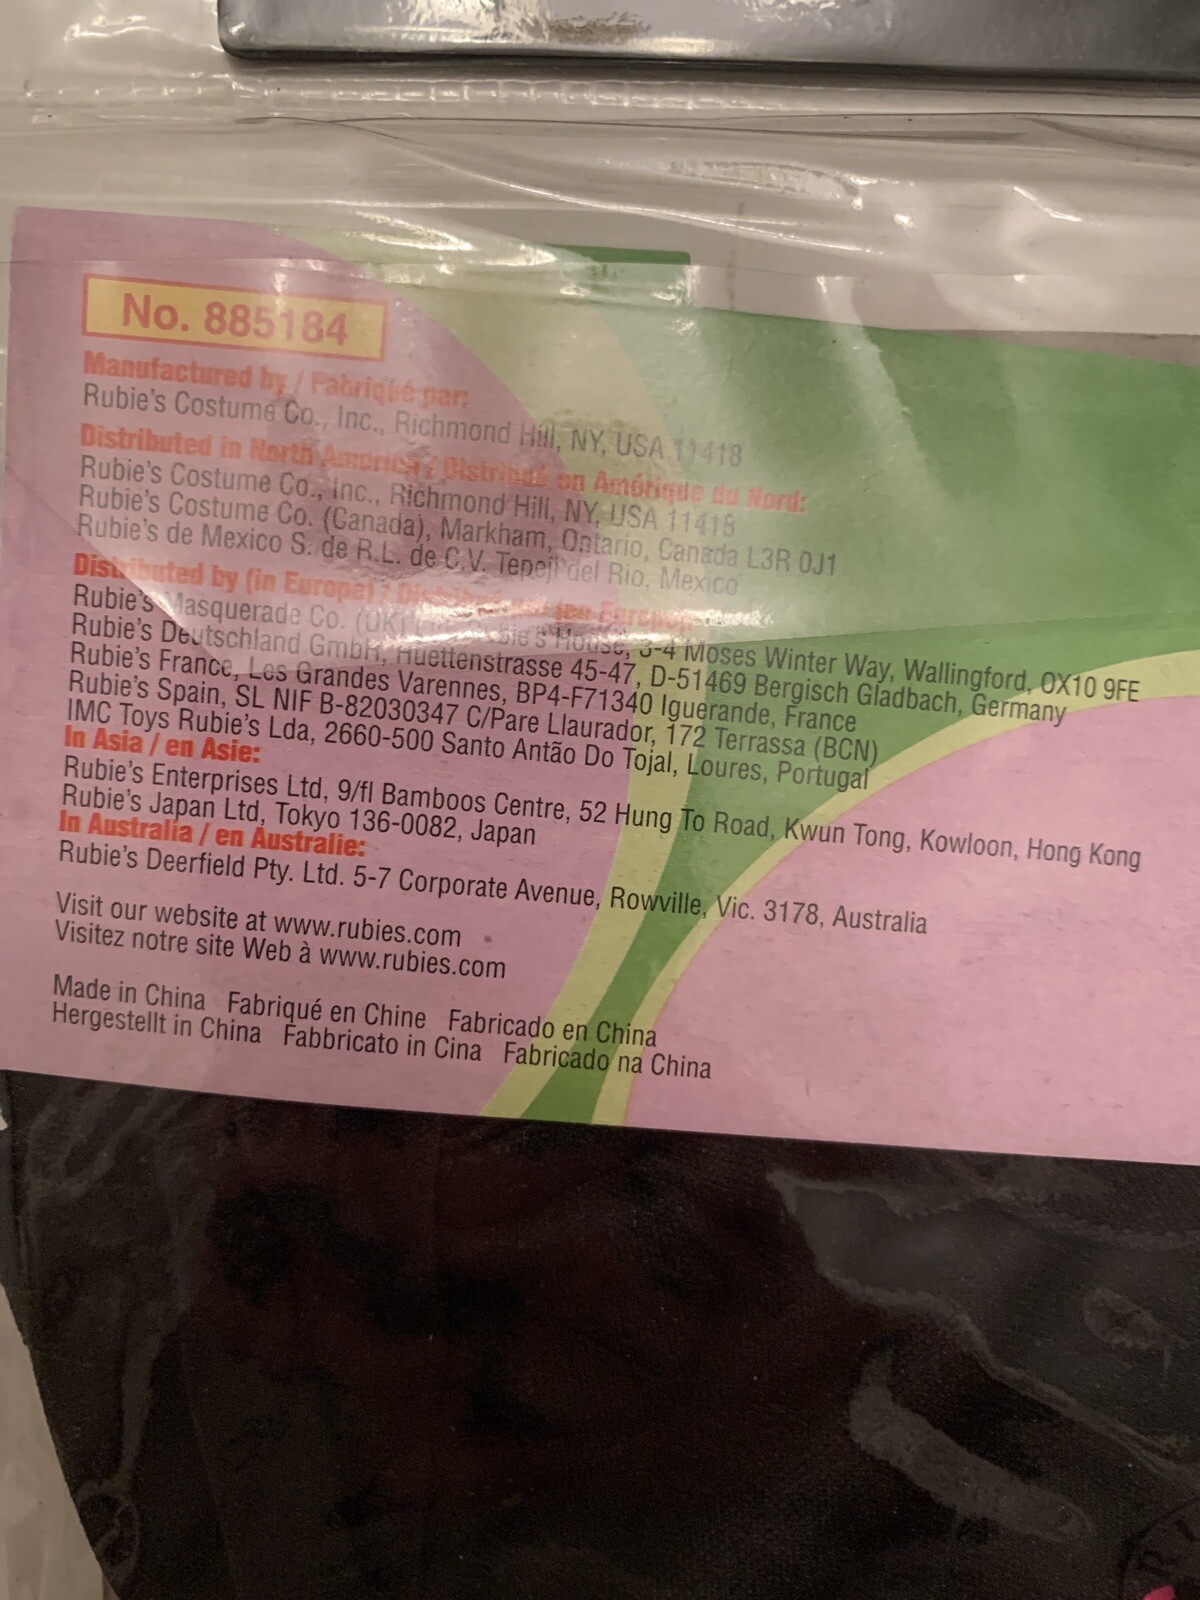 No. 885184
Manufactured by / Fabriqué par:
Rubie's Costume Co., Inc., Richmond Hill, NY, USA 11418
Distributed in North America / Distribué en Amérique du Nord:
Rubie's Costume Co., Inc., Richmond Hill, NY, USA 11418
Rubie's Costume Co. (Canada), Markham, Ontario, Canada L3R 0J1
Rubie's de Mexico S. de R.L. de C.V. Tepeji del Rio, Mexico
Distributed by (in Europe) /
Rubie's Masquerade Co. (UK) Rubie's House, 3-4 Moses Winter Way, Wallingford, OX10 9FE
Rubie's Deutschland GmbH, Huettenstrasse 45-47, D-51469 Bergisch Gladbach, Germany
Rubie's France, Les Grandes Varennes, BP4-F71340 Iguerande, France
Rubie's Spain, SL NIF B-82030347 C/Pare Llaurador, 172 Terrassa (BCN)
IMC Toys Rubie's Lda, 2660-500 Santo Antão Do Tojal, Loures, Portugal
In Asia / en Asie:
Rubie's Enterprises Ltd, 9/fl Bamboos Centre, 52 Hung To Road, Kwun Tong, Kowloon, Hong Kong
Rubie's Japan Ltd, Tokyo 136-0082, Japan
In Australia / en Australie:
Rubie's Deerfield Pty. Ltd. 5-7 Corporate Avenue, Rowville, Vic. 3178, Australia
Visit our website at www.rubies.com
Visitez notre site Web à www.rubies.com
Made in China Fabriqué en Chine Fabricado en China
Hergestellt in China Fabbricato in Cina Fabricado na China